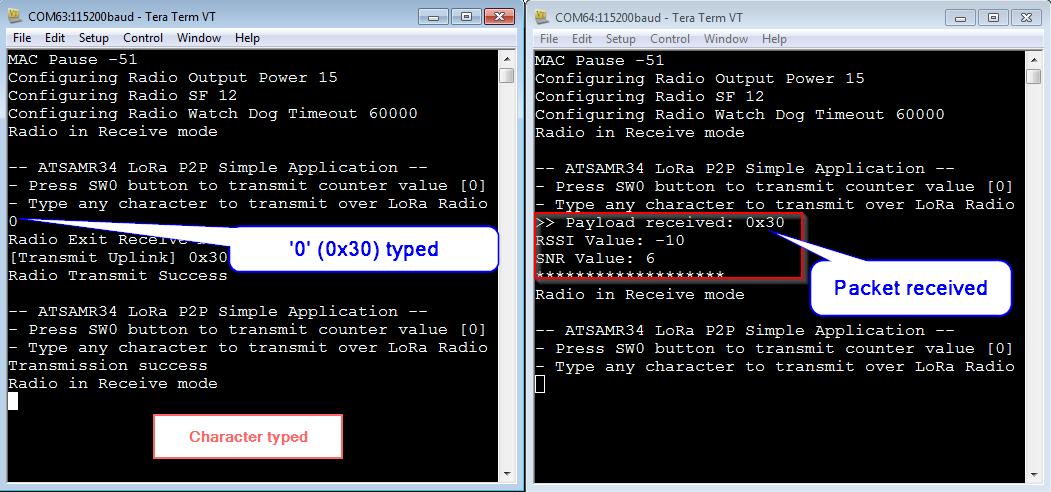 COM63:115200baud - Tera Term VT
File Edit Setup Control Window Help
MAC Pause -51
Configuring Radio Output Power 15
Configuring Radio SF 12
Configuring Radio Watch Dog Timeout 60000
Radio in Receive mode
-- ATSAMR34 LoRa P2P Simple Application --
- Press SW0 button to transmit counter value [0]
- Type any character to transmit over LoRa Radio
0
Radio Exit Receive
[Transmit Uplink] 0x30
Radio Transmit Success
-- ATSAMR34 LoRa P2P Simple Application --
- Press SW0 button to transmit counter value [0]
- Type any character to transmit over LoRa Radio
Transmission success
Radio in Receive mode
'0' (0x30) typed
Character typed
COM64:115200baud - Tera Term VT
File Edit Setup Control Window Help
MAC Pause -51
Configuring Radio Output Power 15
Configuring Radio SF 12
Configuring Radio Watch Dog Timeout 60000
Radio in Receive mode
-- ATSAMR34 LoRa P2P Simple Application --
- Press SW0 button to transmit counter value [0]
- Type any character to transmit over LoRa Radio
>> Payload received: 0x30
RSSI Value: -10
SNR Value: 6
*******************
Radio in Receive mode
-- ATSAMR34 LoRa P2P Simple Application --
- Press SW0 button to transmit counter value [0]
- Type any character to transmit over LoRa Radio
Packet received